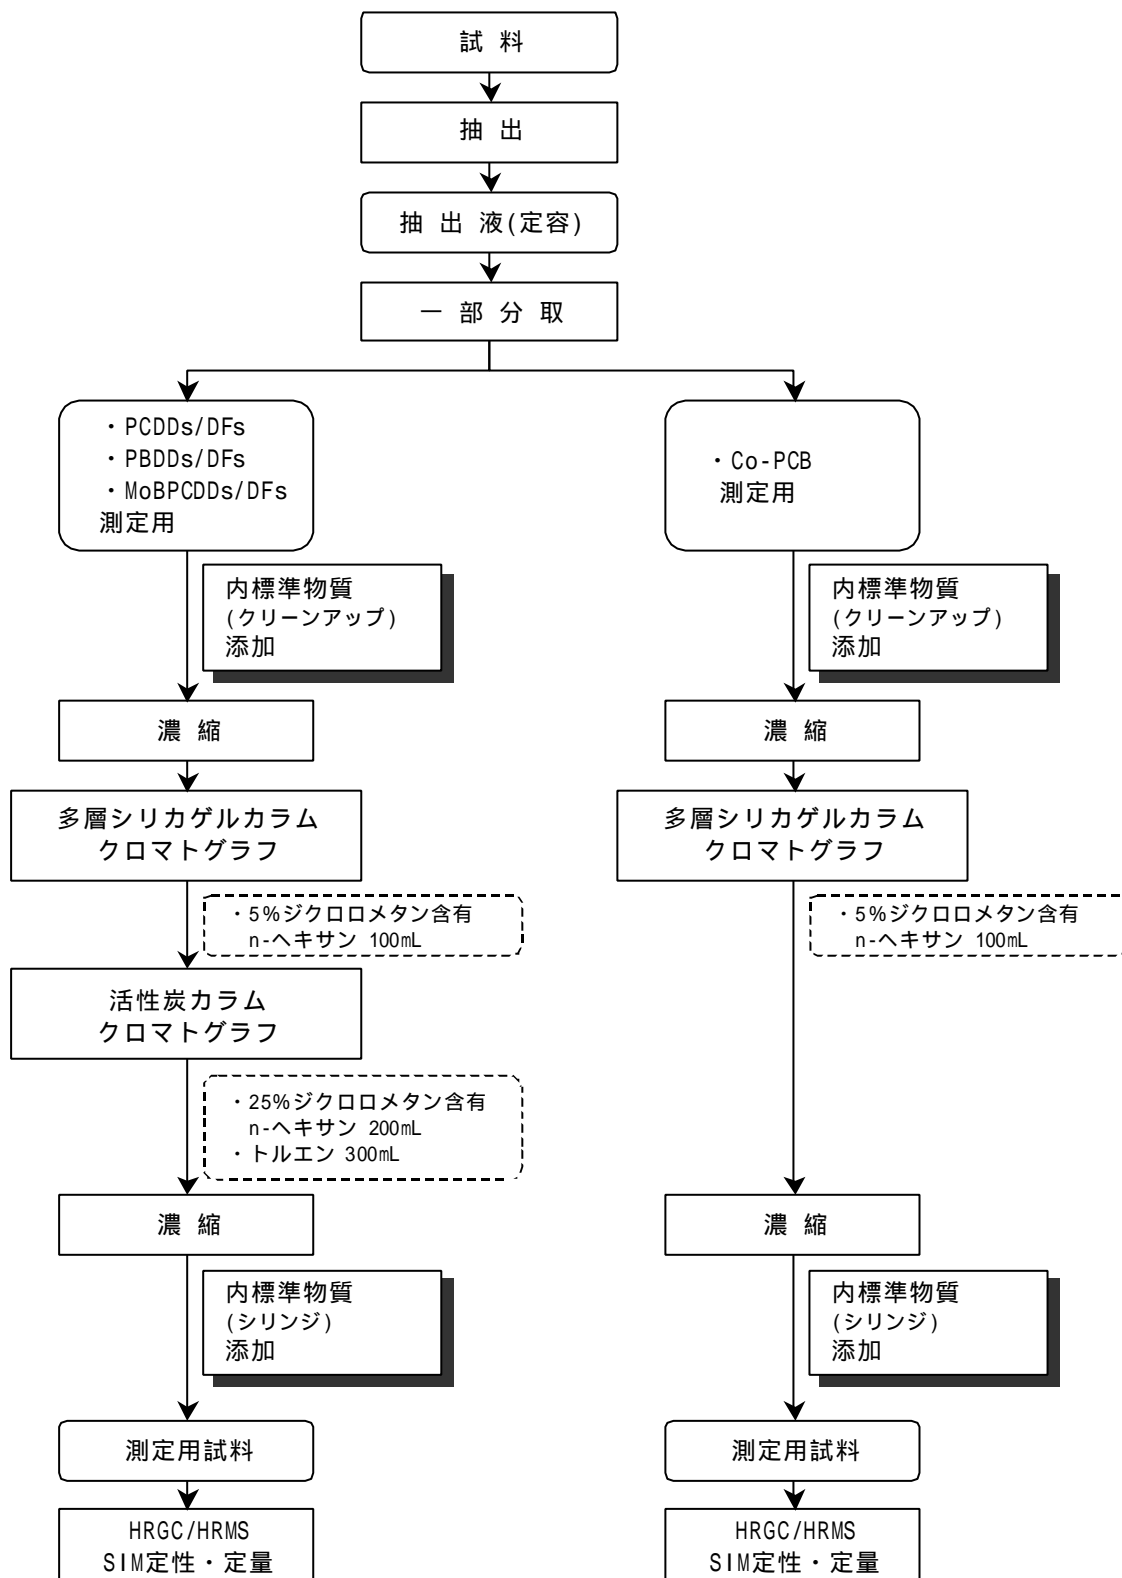 試 料
抽 出
抽 出 液(定容)
一 部 分 取
・PCDDs/DFs
・PBDDs/DFs
・MoBPCDDs/DFs
測定用
・Co-PCB
測定用
内標準物質
(クリーンアップ)
添加
内標準物質
(クリーンアップ)
添加
濃 縮
濃 縮
多層シリカゲルカラム
クロマトグラフ
多層シリカゲルカラム
クロマトグラフ
・5%ジクロロメタン含有
n-ヘキサン 100mL
・5%ジクロロメタン含有
n-ヘキサン 100mL
活性炭カラム
クロマトグラフ
・25%ジクロロメタン含有
n-ヘキサン 200mL
・トルエン 300mL
濃 縮
濃 縮
内標準物質
(シリンジ)
添加
内標準物質
(シリンジ)
添加
測定用試料
測定用試料
HRGC/HRMS
SIM定性・定量
HRGC/HRMS
SIM定性・定量